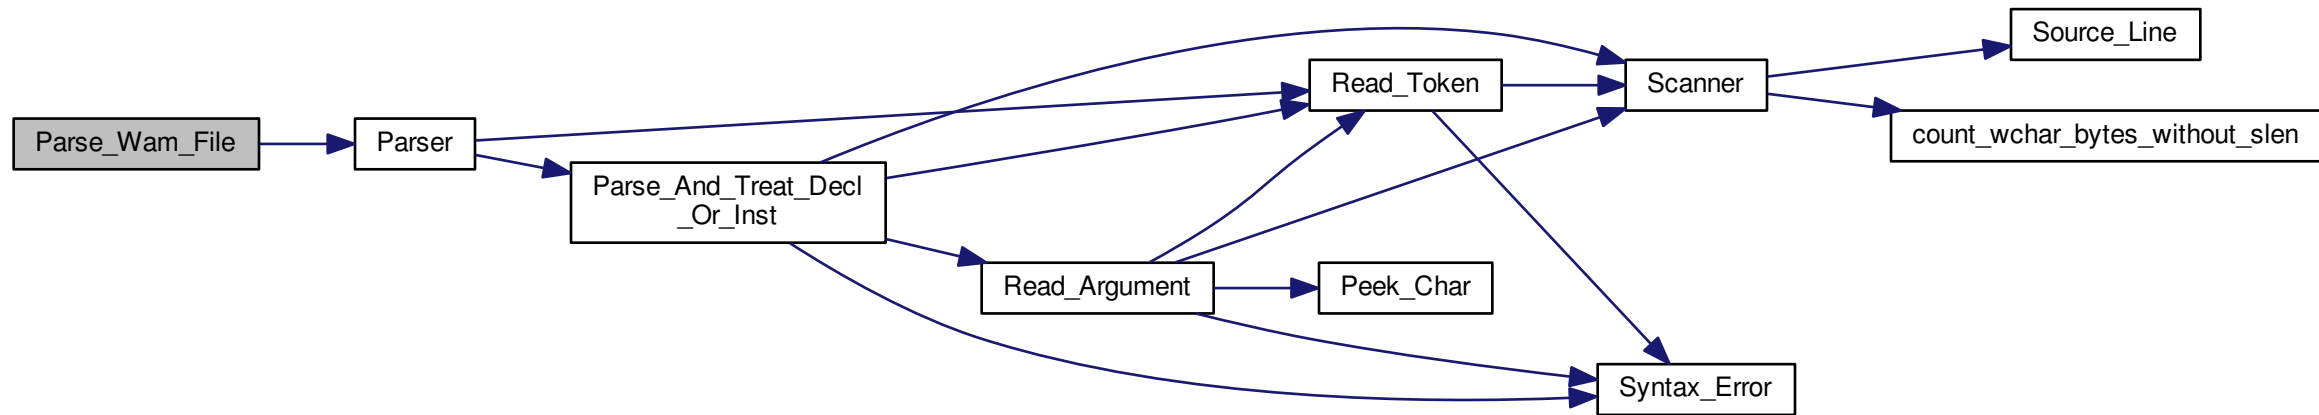 Parse_Wam_File
Parser
Parse_And_Treat_Decl
_Or_Inst
Read_Token
Read_Argument
Scanner
Peek_Char
Syntax_Error
Source_Line
count_wchar_bytes_without_slen